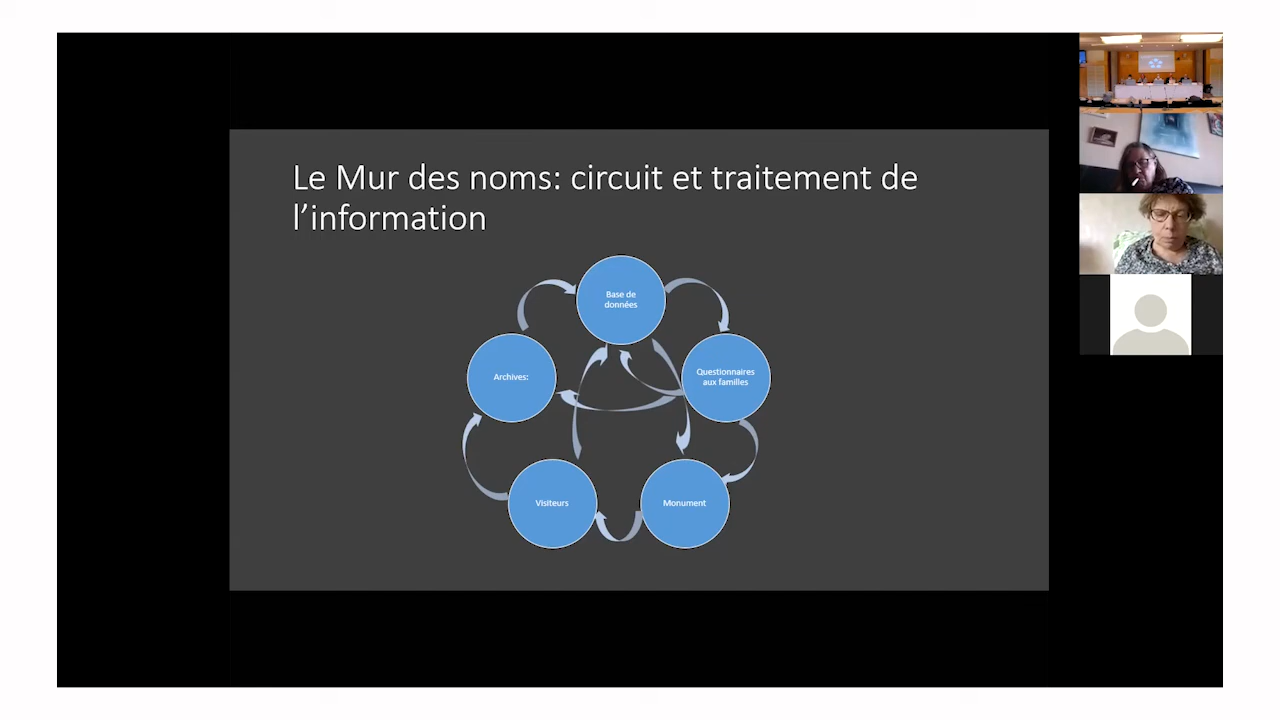 Le Mur des noms: circuit et traitement de
l’information
Base de
données
Archives:
Questionnaires
aux familles
Visiteurs
Monument